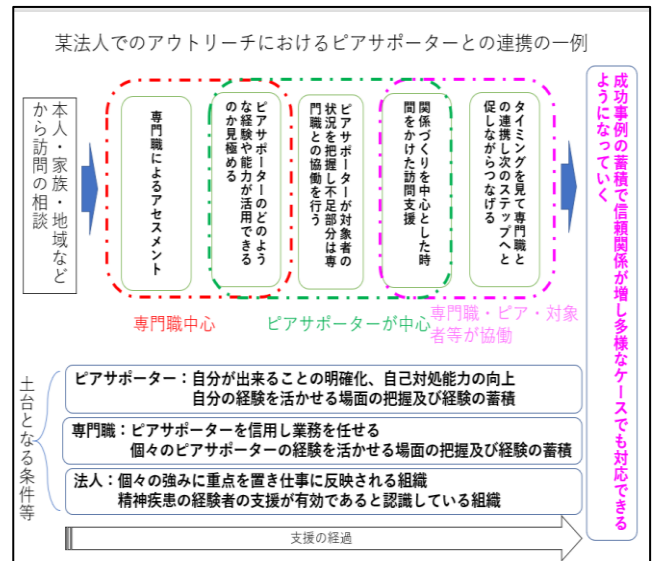 某法人でのアウトリーチにおけるピアサポーターとの連携の一例
本人・家族・地域など
から訪問の相談
専門職によるアセスメント
ピアサポーターのどのよう
な経験や能力が活用できる
のか見極める
ピアサポーターが対象者の
状況を把握し不足部分は専
門職との協働を行う
関係づくりを中心とした時
間をかけた訪問支援
タイミングを見て専門職と
の連携し次のステップへと
促しながらつなげる
成功事例の蓄積で信頼関係が増し多様なケースでも対応できる
ようになっていく
専門職中心
ピアサポーターが中心
専門職・ピア・対象
者等が協働
土台となる条件等
ピアサポーター：自分が出来ることの明確化、自己対処能力の向上
自分の経験を活かせる場面の把握及び経験の蓄積
専門職：ピアサポーターを信用し業務を任せる
個々のピアサポーターの経験を活かせる場面の把握及び経験の蓄積
法人：個々の強みに重点を置き仕事に反映される組織
精神疾患の経験者の支援が有効であると認識している組織
支援の経過